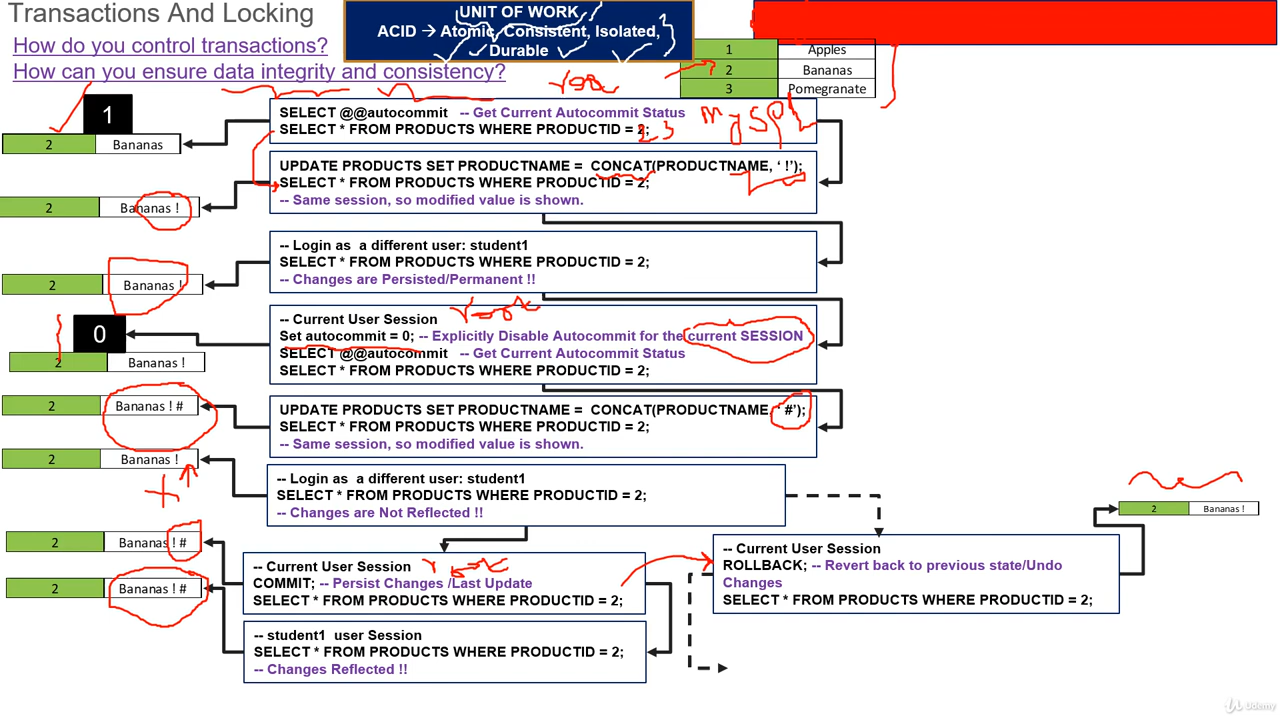 Transactions And Locking
How do you control transactions?
How can you ensure data integrity and consistency?
UNIT OF WORK
ACID → Atomic, Consistent, Isolated,
Durable
1 Apples
2 Bananas
3 Pomegranate
1
2 Bananas
SELECT @@autocommit -- Get Current Autocommit Status
SELECT * FROM PRODUCTS WHERE PRODUCTID = 2;
2 3
mySQL
UPDATE PRODUCTS SET PRODUCTNAME = CONCAT(PRODUCTNAME, ‘ !’);
SELECT * FROM PRODUCTS WHERE PRODUCTID = 2;
-- Same session, so modified value is shown.
2 Bananas !
-- Login as a different user: student1
SELECT * FROM PRODUCTS WHERE PRODUCTID = 2;
-- Changes are Persisted/Permanent !!
2 Bananas !
0
2 Bananas !
-- Current User Session
Set autocommit = 0; -- Explicitly Disable Autocommit for the current SESSION
SELECT @@autocommit -- Get Current Autocommit Status
SELECT * FROM PRODUCTS WHERE PRODUCTID = 2;
2 Bananas ! #
UPDATE PRODUCTS SET PRODUCTNAME = CONCAT(PRODUCTNAME, ‘ #’);
SELECT * FROM PRODUCTS WHERE PRODUCTID = 2;
-- Same session, so modified value is shown.
2 Bananas !
-- Login as a different user: student1
SELECT * FROM PRODUCTS WHERE PRODUCTID = 2;
-- Changes are Not Reflected !!
2 Bananas ! #
-- Current User Session
COMMIT; -- Persist Changes /Last Update
SELECT * FROM PRODUCTS WHERE PRODUCTID = 2;
2 Bananas ! #
-- student1 user Session
SELECT * FROM PRODUCTS WHERE PRODUCTID = 2;
-- Changes Reflected !!
2 Bananas !
-- Current User Session
ROLLBACK; -- Revert back to previous state/Undo
Changes
SELECT * FROM PRODUCTS WHERE PRODUCTID = 2;
Udemy